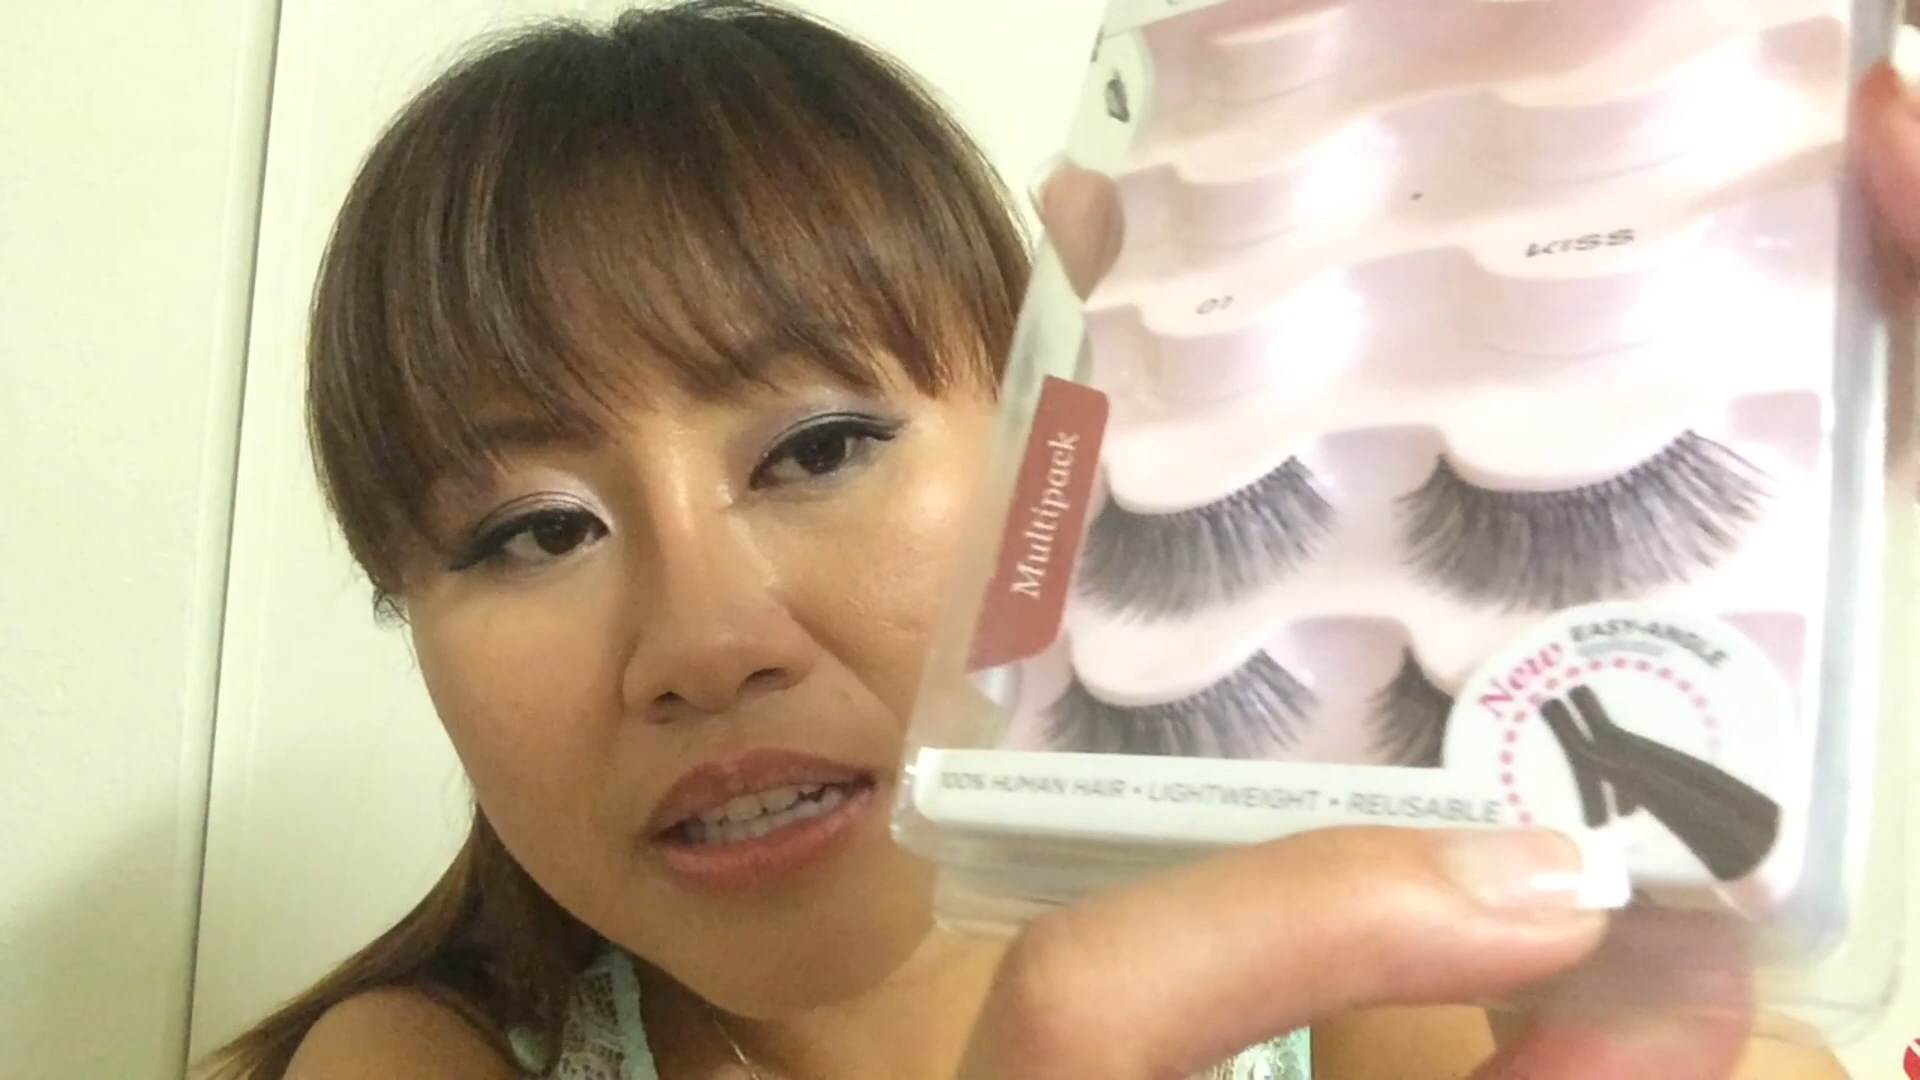 KISS
01
Multipack
New EASY-ANGLE
100% HUMAN HAIR • LIGHTWEIGHT • REUSABLE